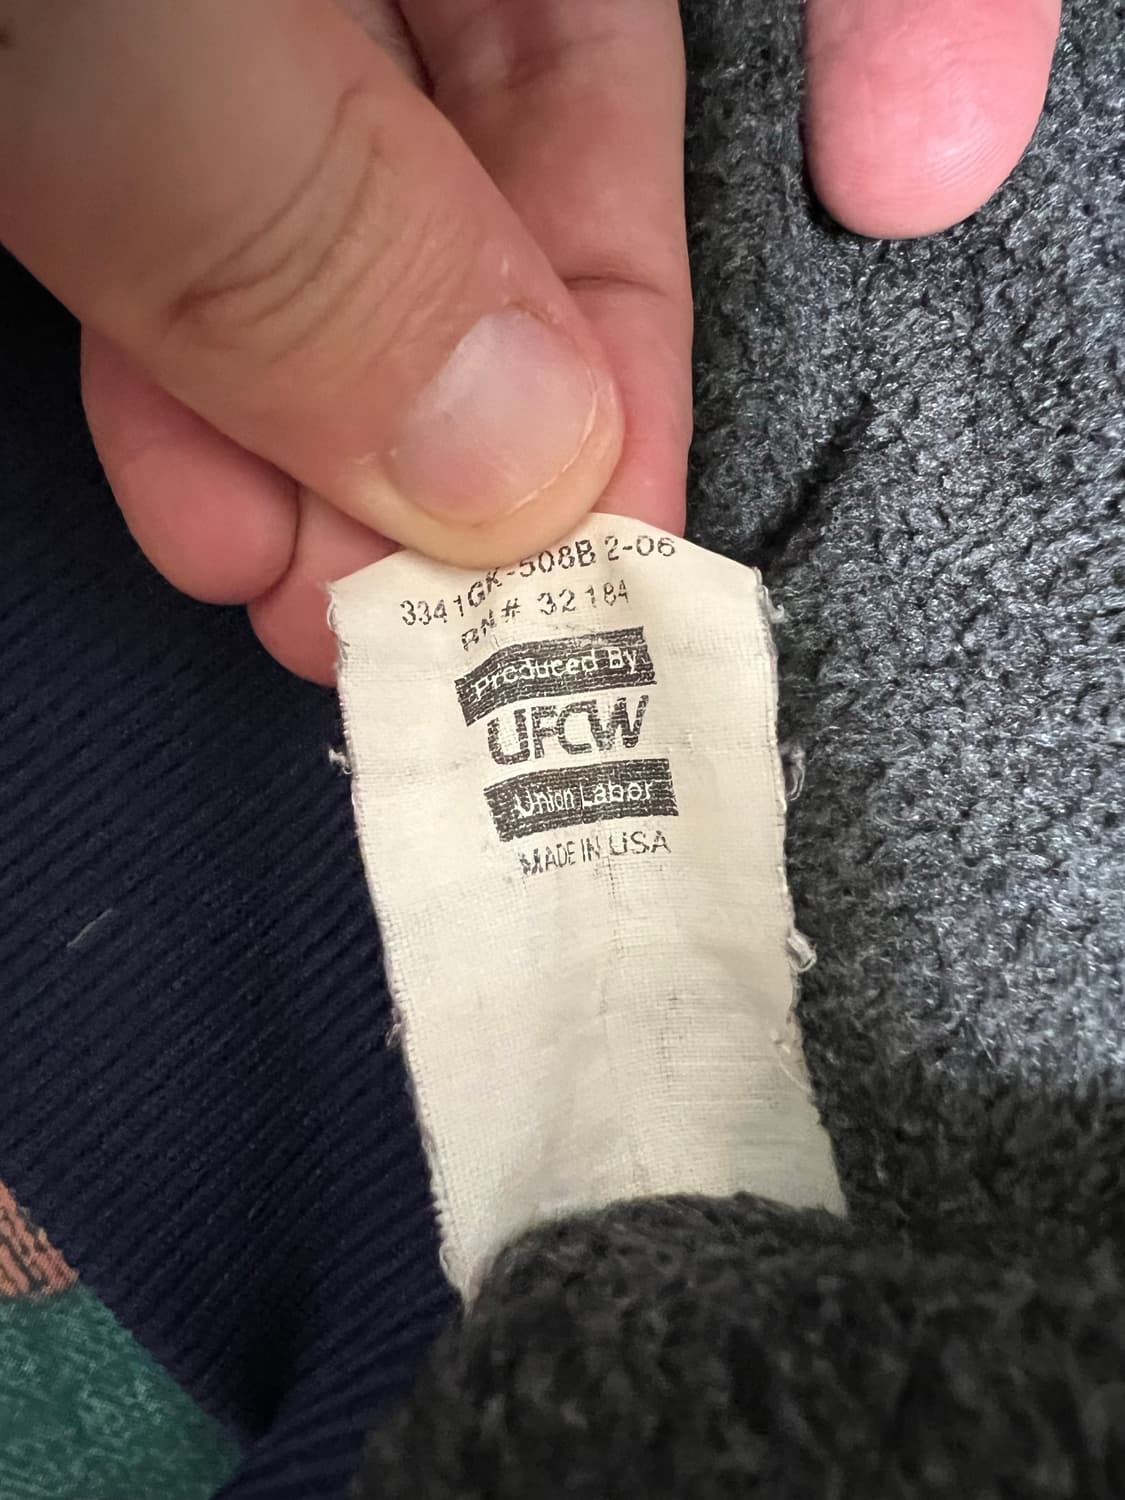 3341GK-508B 2-06
RN# 32184
Produced By
UFCW
Union Labor
MADE IN USA